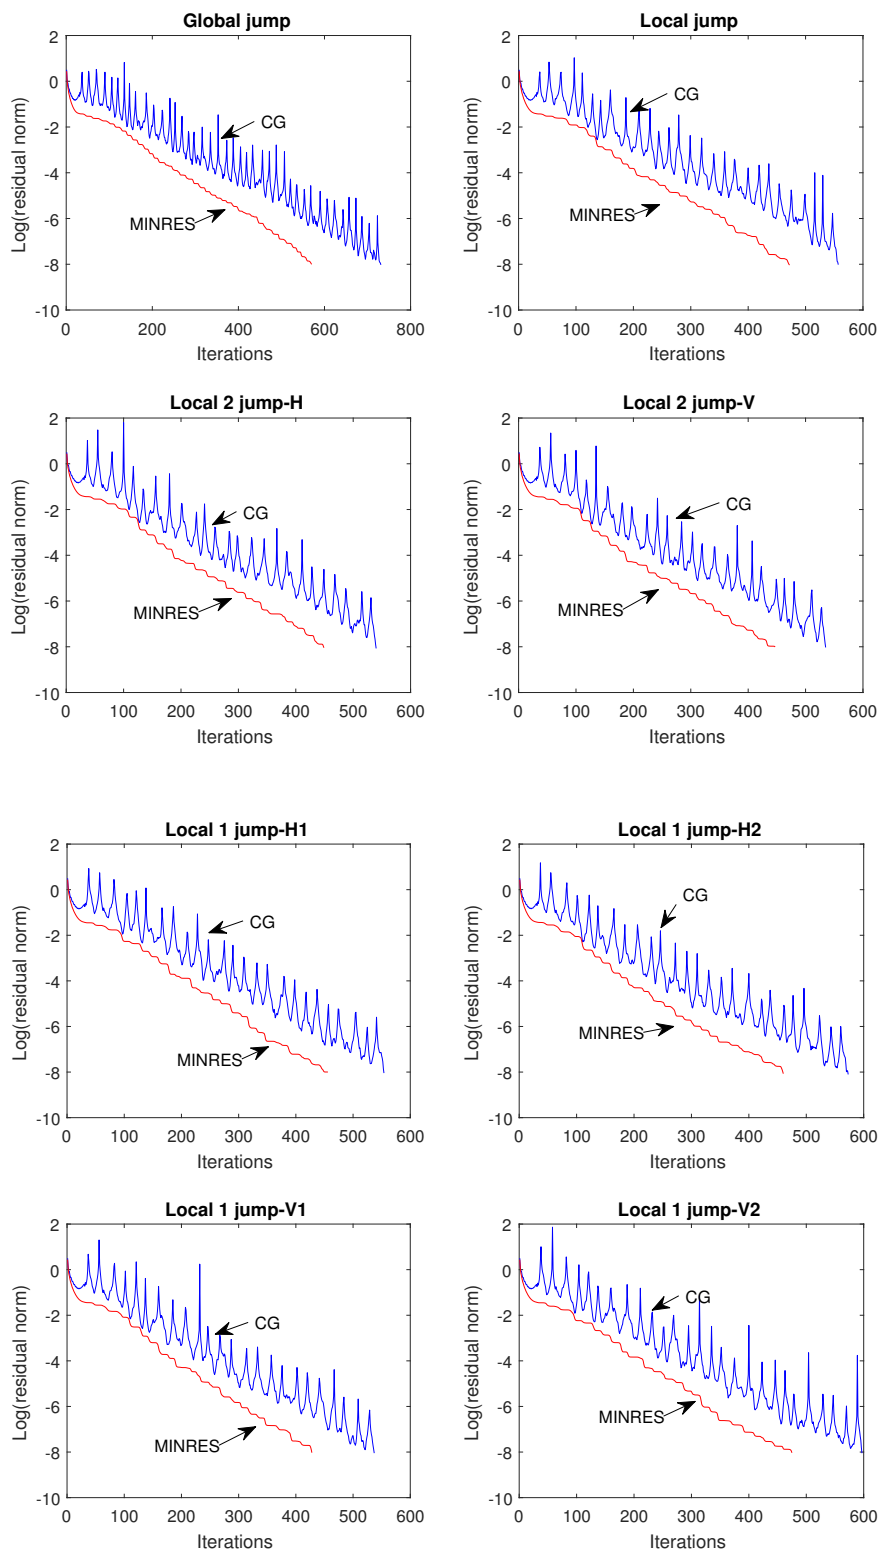 Global jump
Log(residual norm)
2
0
-2
-4
-6
-8
-10
CG
MINRES
0
200
400
600
800
Iterations
Local jump
Log(residual norm)
2
0
-2
-4
-6
-8
-10
CG
MINRES
0
100
200
300
400
500
600
Iterations
Local 2 jump-H
Log(residual norm)
2
0
-2
-4
-6
-8
-10
CG
MINRES
0
100
200
300
400
500
600
Iterations
Local 2 jump-V
Log(residual norm)
2
0
-2
-4
-6
-8
-10
CG
MINRES
0
100
200
300
400
500
600
Iterations
Local 1 jump-H1
Log(residual norm)
2
0
-2
-4
-6
-8
-10
CG
MINRES
0
100
200
300
400
500
600
Iterations
Local 1 jump-H2
Log(residual norm)
2
0
-2
-4
-6
-8
-10
CG
MINRES
0
100
200
300
400
500
600
Iterations
Local 1 jump-V1
Log(residual norm)
2
0
-2
-4
-6
-8
-10
CG
MINRES
0
100
200
300
400
500
600
Iterations
Local 1 jump-V2
Log(residual norm)
2
0
-2
-4
-6
-8
-10
CG
MINRES
0
100
200
300
400
500
600
Iterations